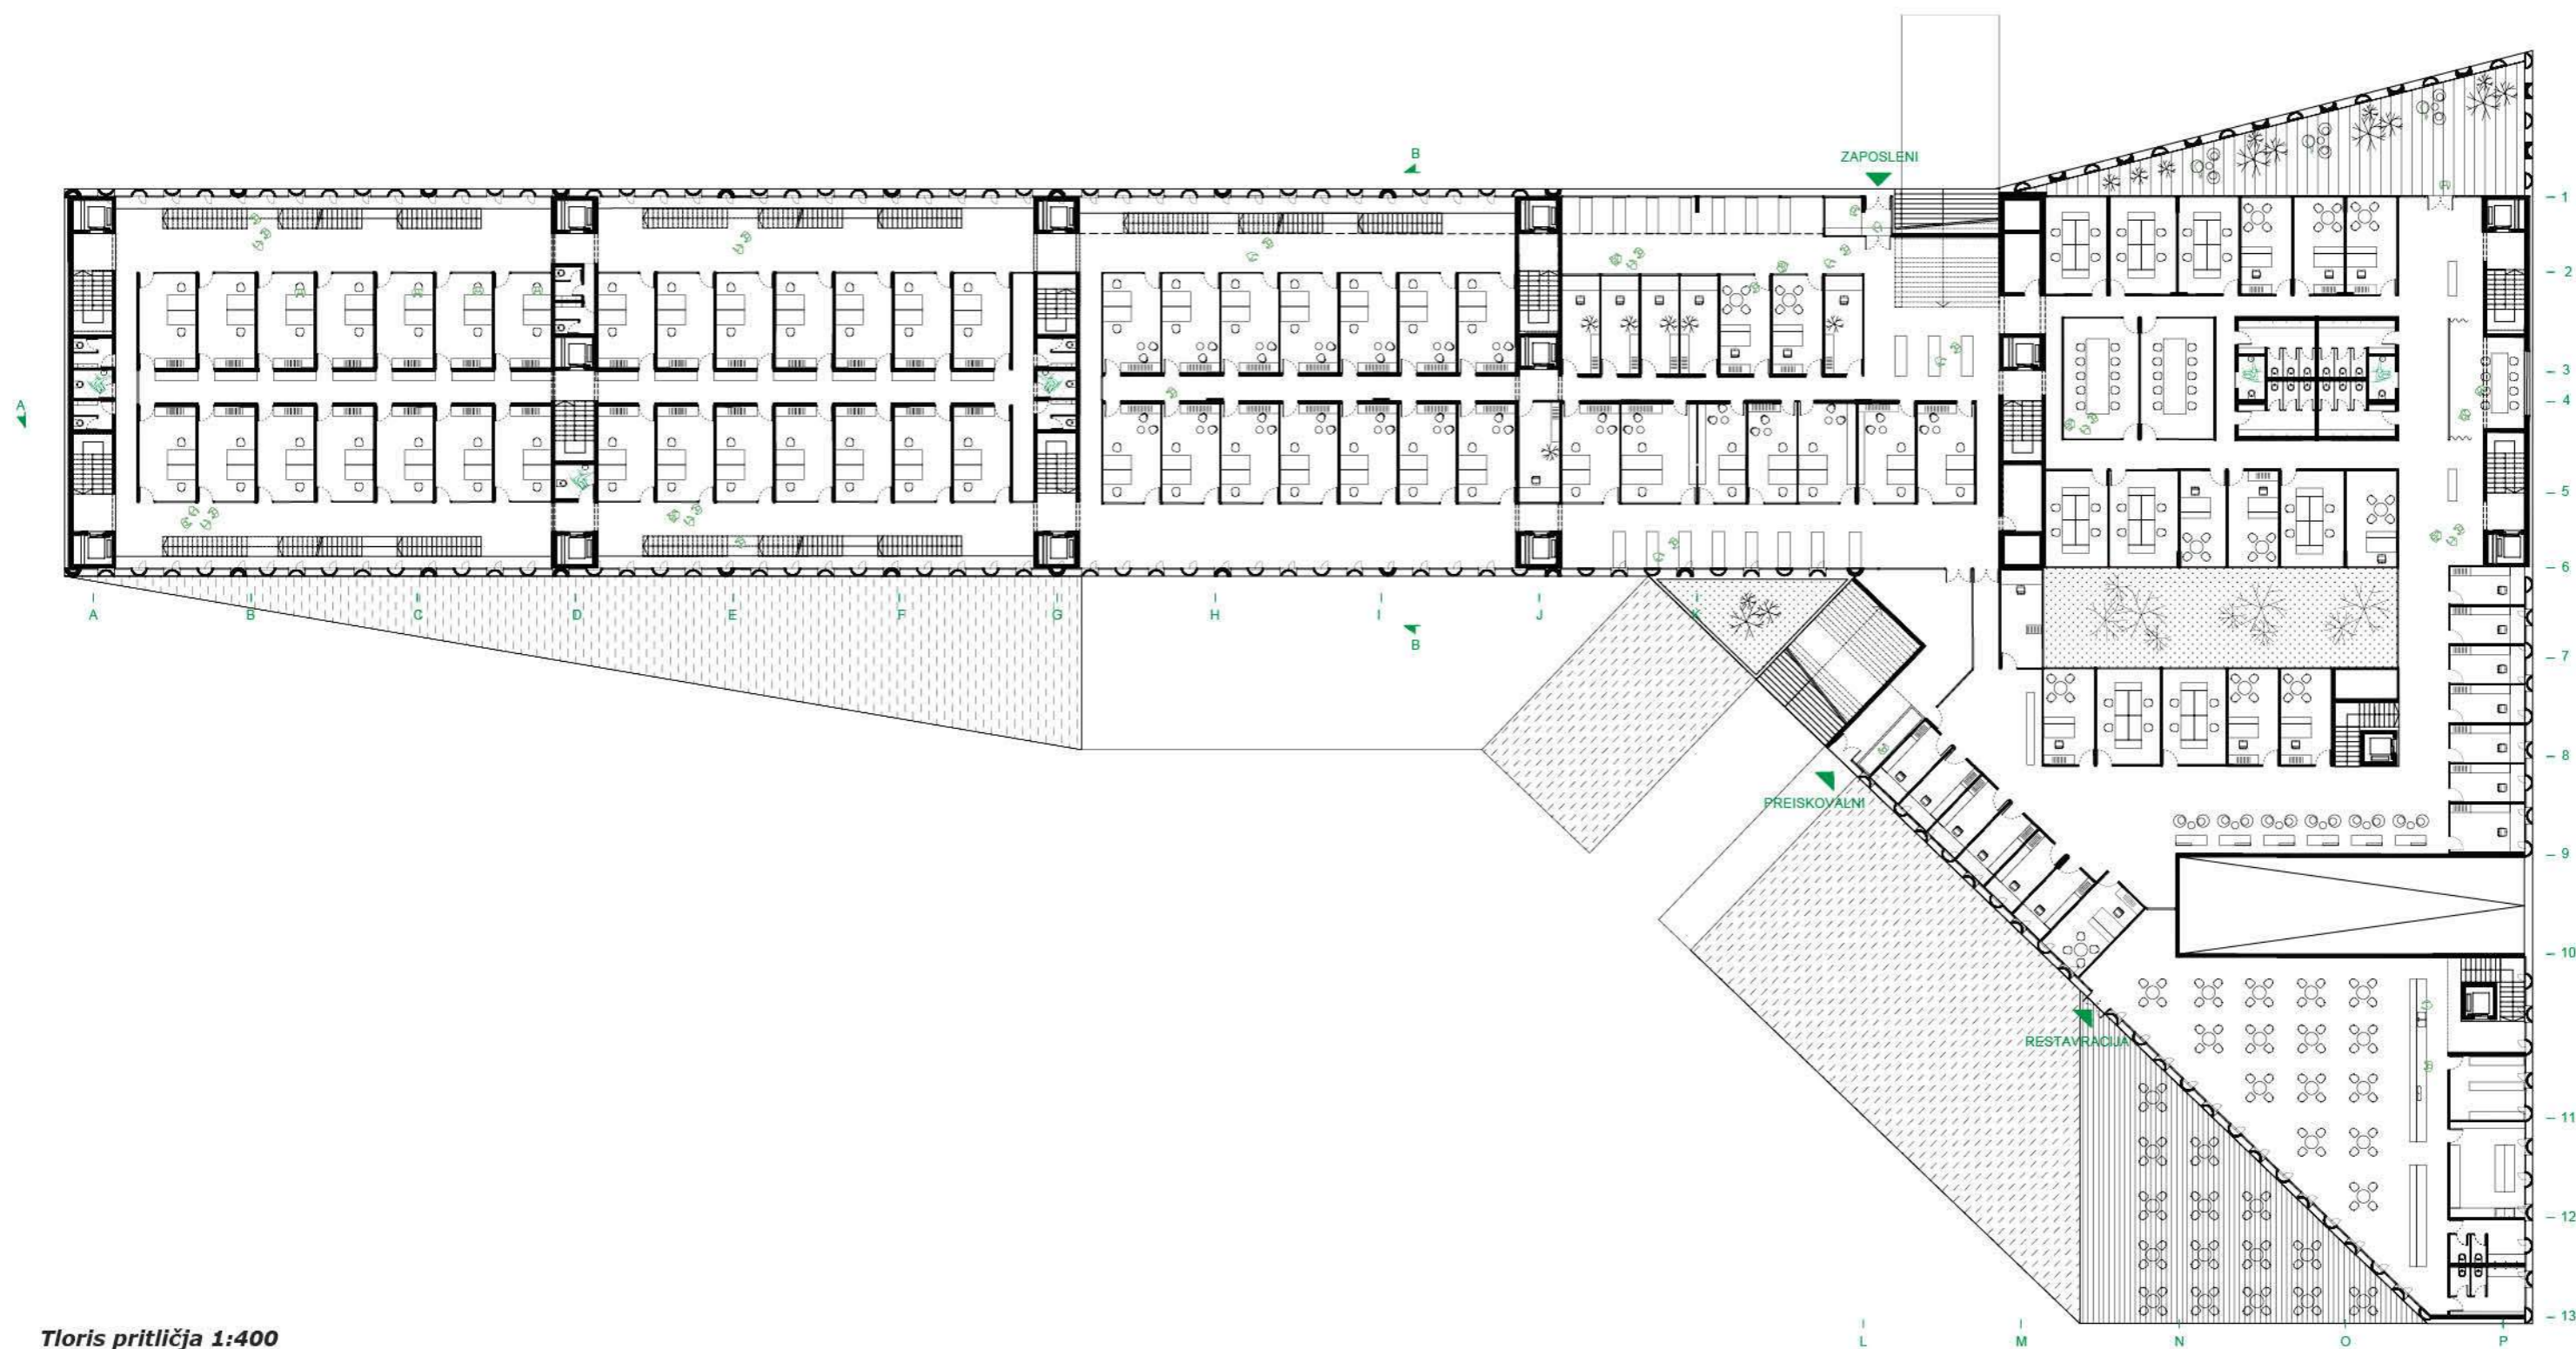 B
ZAPOSLENI
– 1
– 2
– 3
A
– 4
– 5
– 6
A
B
C
D
E
F
G
H
I
J
K
B
– 7
– 8
PREISKOVALNI
– 9
– 10
RESTAVRACIJA
– 11
– 12
– 13
Tloris pritličja 1:400
L
M
N
O
P